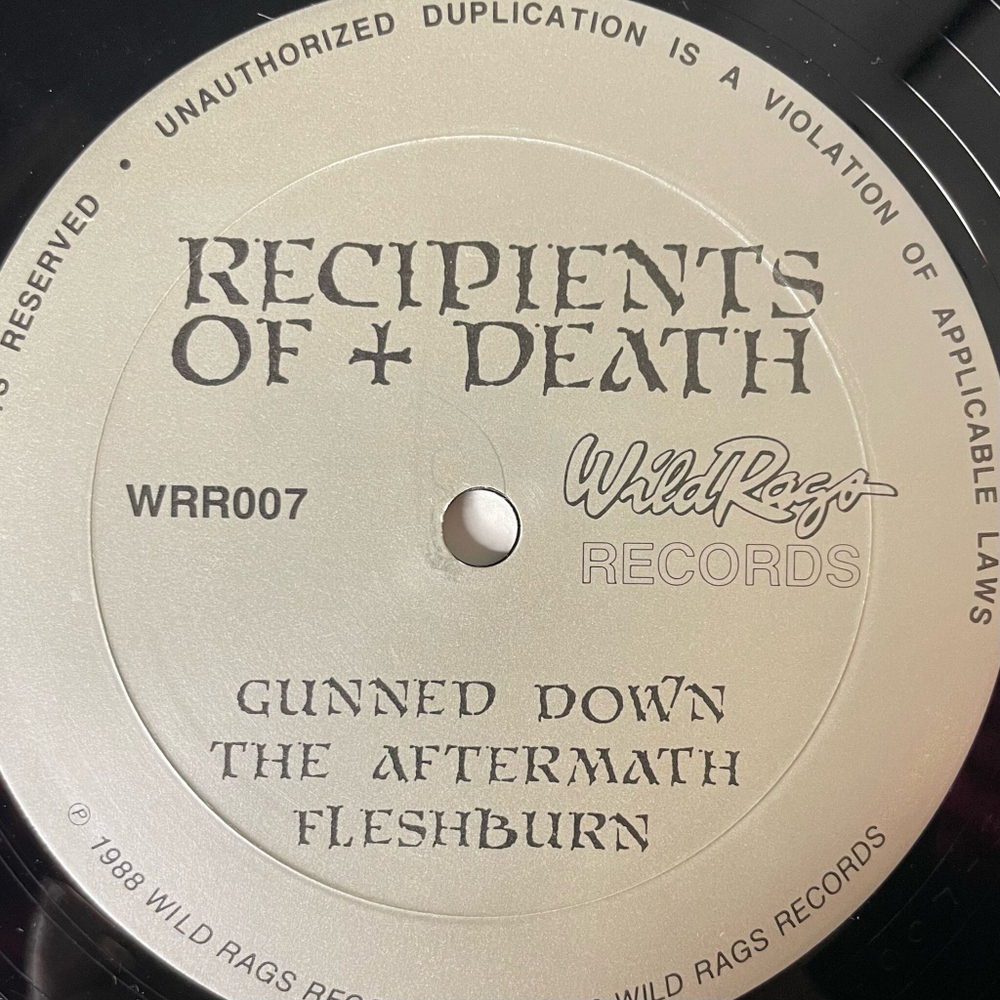 RESERVED • UNAUTHORIZED DUPLICATION IS A VIOLATION OF APPLICABLE LAWS
RECIPIENTS
OF + DEATH
WRR007
Wild Rags
RECORDS
GUNNED DOWN
THE AFTERMATH
FLESHBURN
℗ 1988 WILD RAGS
WILD RAGS RECORDS